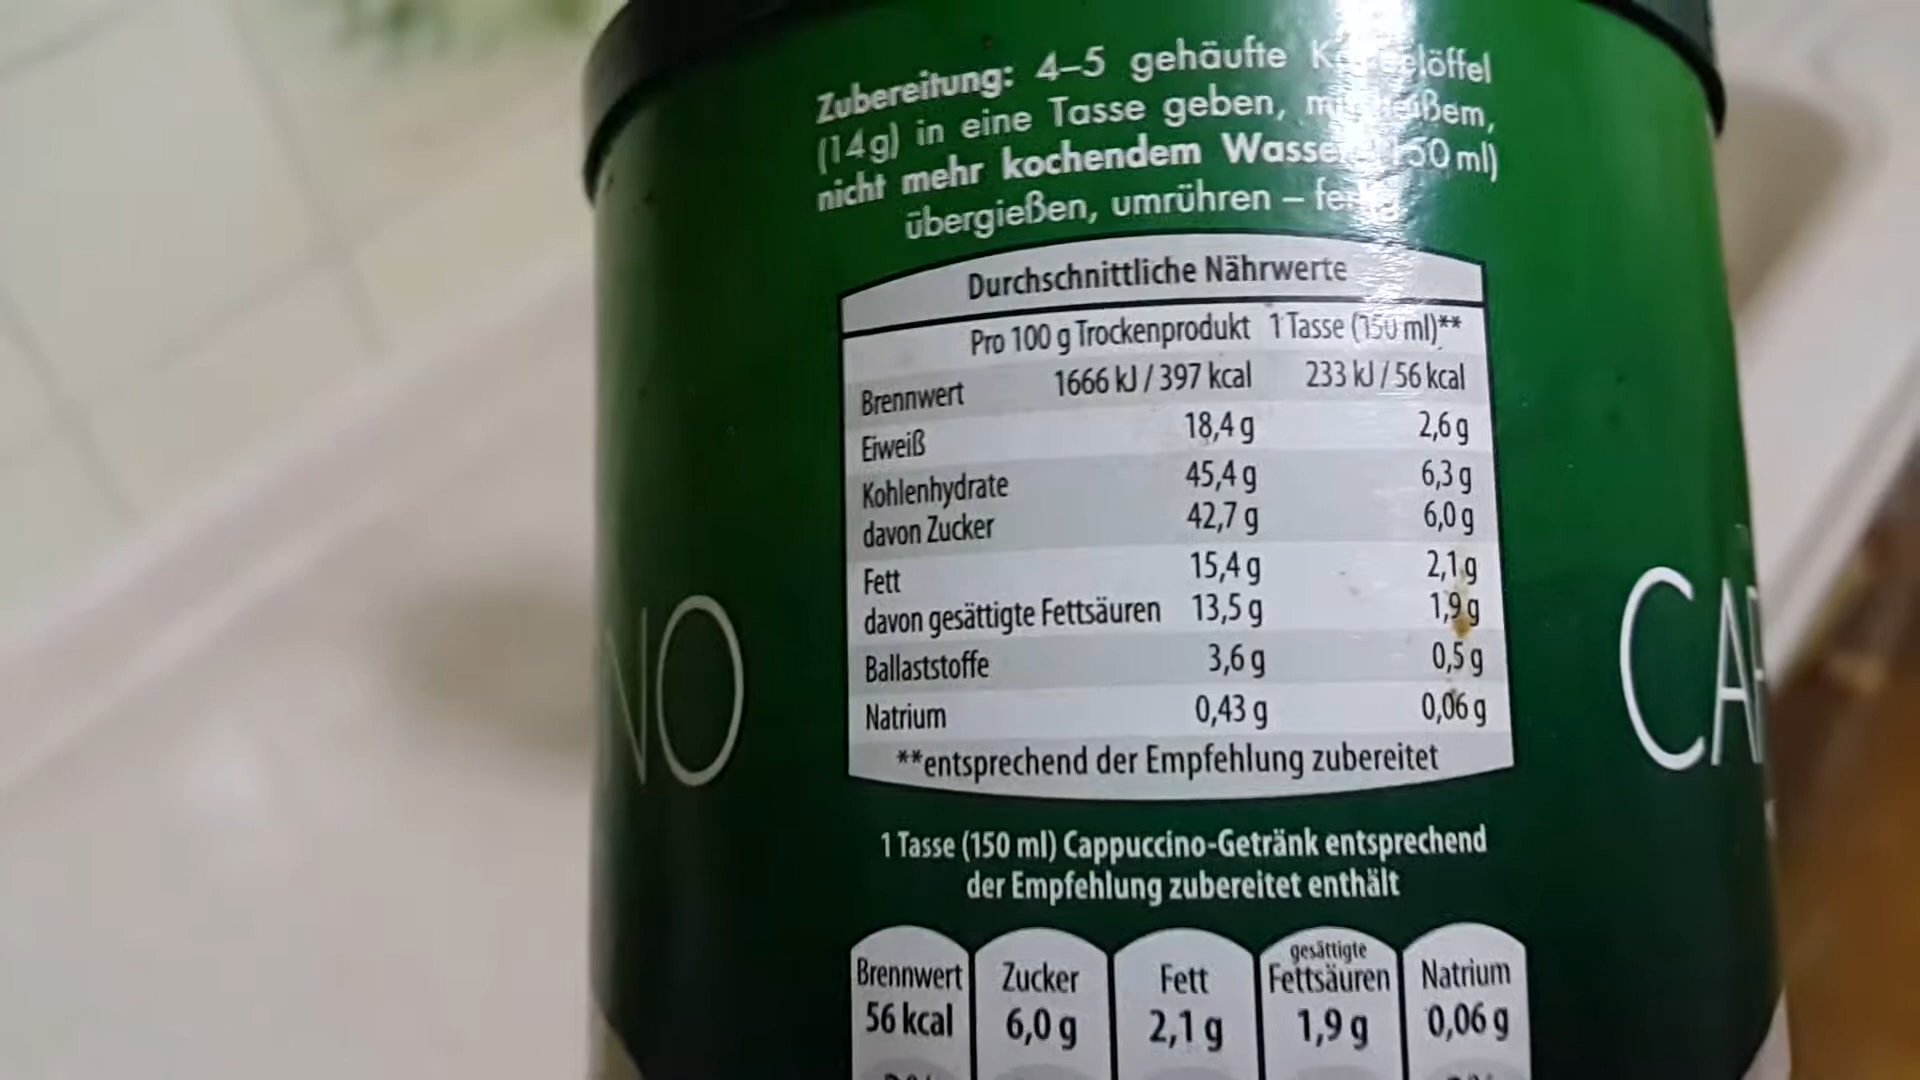 Zubereitung: 4–5 gehäufte
(14g) in eine Tasse geben,
nicht mehr kochendem
übergießen, umrühren –
Durchschnittliche Nährwerte
Pro 100 g Trockenprodukt 1 Tasse (150 ml)**
Brennwert 1666 kJ / 397 kcal 233 kJ / 56 kcal
Eiweiß 18,4 g 2,6 g
Kohlenhydrate 45,4 g 6,3 g
davon Zucker 42,7 g 6,0 g
Fett 15,4 g 2,1 g
davon gesättigte Fettsäuren 13,5 g 1,9 g
Ballaststoffe 3,6 g 0,5 g
Natrium 0,43 g 0,06 g
**entsprechend der Empfehlung zubereitet
NO
1 Tasse (150 ml) Cappuccino-Getränk entsprechend
der Empfehlung zubereitet enthält
Brennwert
56 kcal
Zucker
6,0 g
Fett
2,1 g
gesättigte
Fettsäuren
1,9 g
Natrium
0,06 g